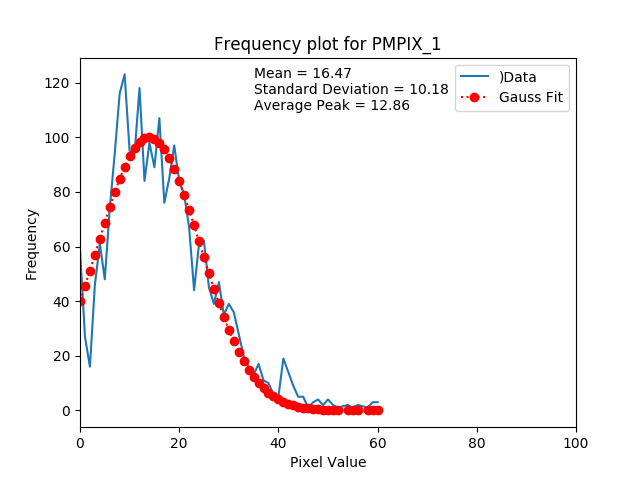 Frequency plot for PMPIX_1
Mean = 16.47
Standard Deviation = 10.18
Average Peak = 12.86
)Data
Gauss Fit
Frequency
120
100
80
60
40
20
0
0 20 40 60 80 100
Pixel Value